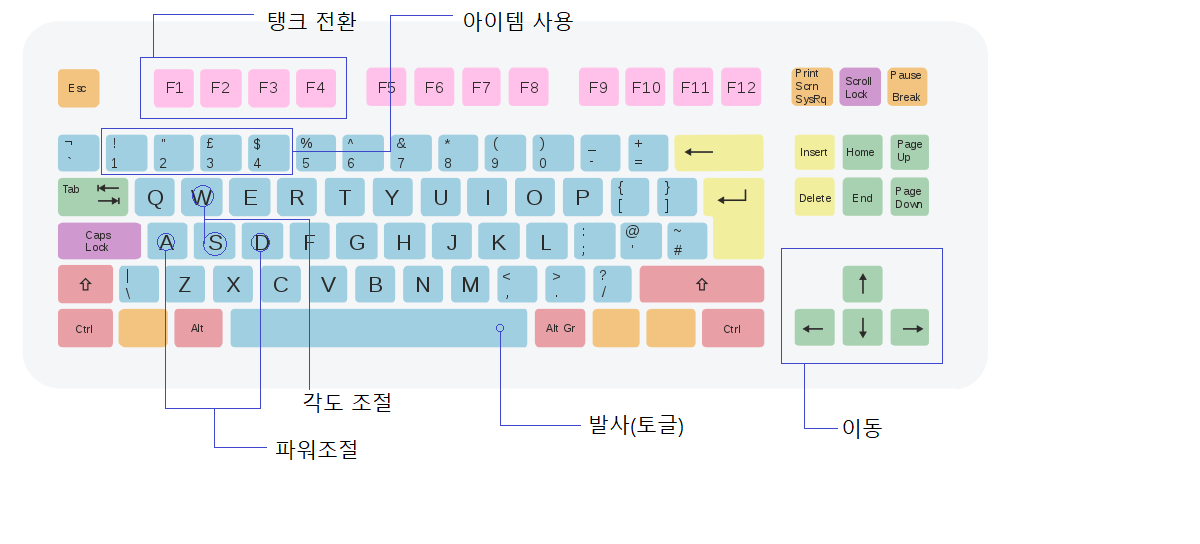 탱크 전환 아이템 사용
Esc F1 F2 F3 F4 F5 F6 F7 F8 F9 F10 F11 F12 Print Scrn SysRq Scroll Lock Pause Break
¬ ` ! 1 " 2 £ 3 $ 4 % 5 ^ 6 & 7 * 8 ( 9 ) 0 _ - + = Insert Home Page Up
Tab Q W E R T Y U I O P { [ } ] Delete End Page Down
Caps Lock A S D F G H J K L : ; @ ' ~ #
| \ Z X C V B N M < , > . ? /
Ctrl Alt Alt Gr Ctrl
각도 조절
발사(토글)
이동
파워조절